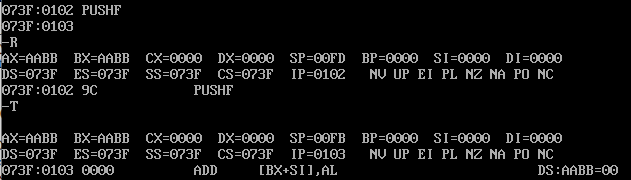 073F:0102 PUSHF
073F:0103
-R
AX=AABB  BX=AABB  CX=0000  DX=0000  SP=00FD  BP=0000  SI=0000  DI=0000
DS=073F  ES=073F  SS=073F  CS=073F  IP=0102   NV UP EI PL NZ NA PO NC
073F:0102 9C            PUSHF
-T
AX=AABB  BX=AABB  CX=0000  DX=0000  SP=00FB  BP=0000  SI=0000  DI=0000
DS=073F  ES=073F  SS=073F  CS=073F  IP=0103   NV UP EI PL NZ NA PO NC
073F:0103 0000          ADD     [BX+SI],AL                         DS:AABB=00